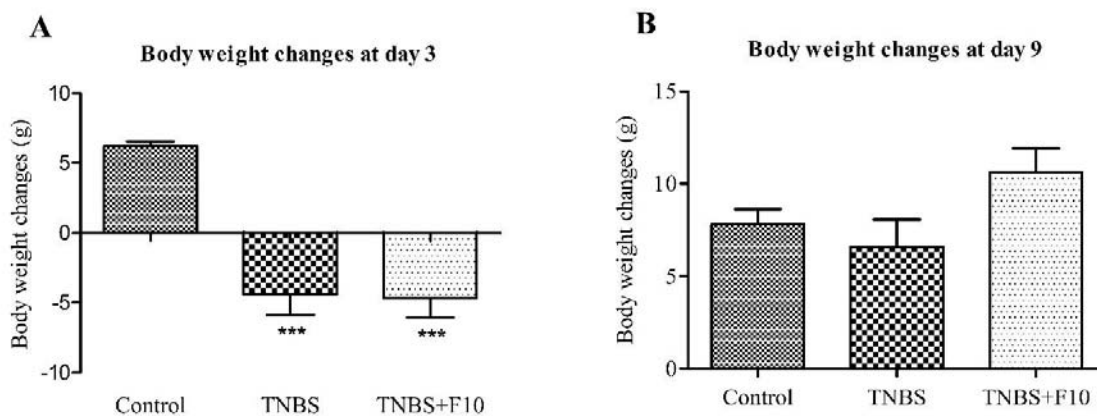 A
Body weight changes at day 3
Body weight changes (g)
10
5
0
-5
-10
***
***
Control
TNBS
TNBS+F10
B
Body weight changes at day 9
Body weight changes (g)
15
10
5
0
Control
TNBS
TNBS+F10